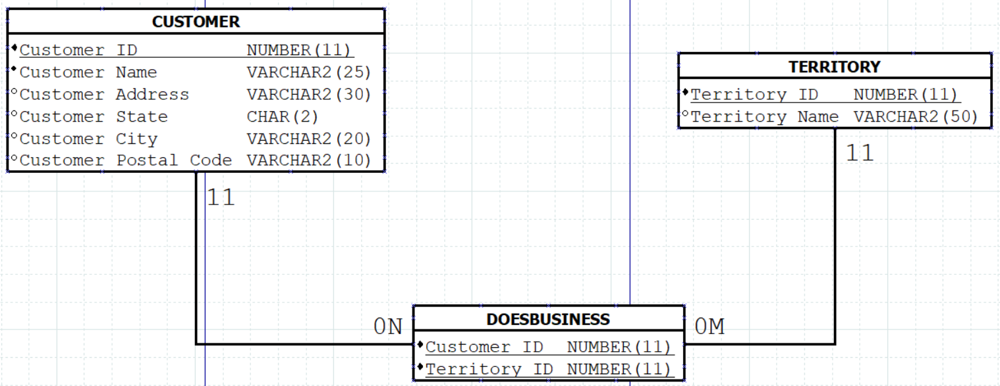 CUSTOMER
Customer ID NUMBER(11)
Customer Name VARCHAR2(25)
Customer Address VARCHAR2(30)
Customer State CHAR(2)
Customer City VARCHAR2(20)
Customer Postal Code VARCHAR2(10)
11
TERRITORY
Territory ID NUMBER(11)
Territory Name VARCHAR2(50)
11
0N
DOESBUSINESS
0M
Customer ID NUMBER(11)
Territory ID NUMBER(11)